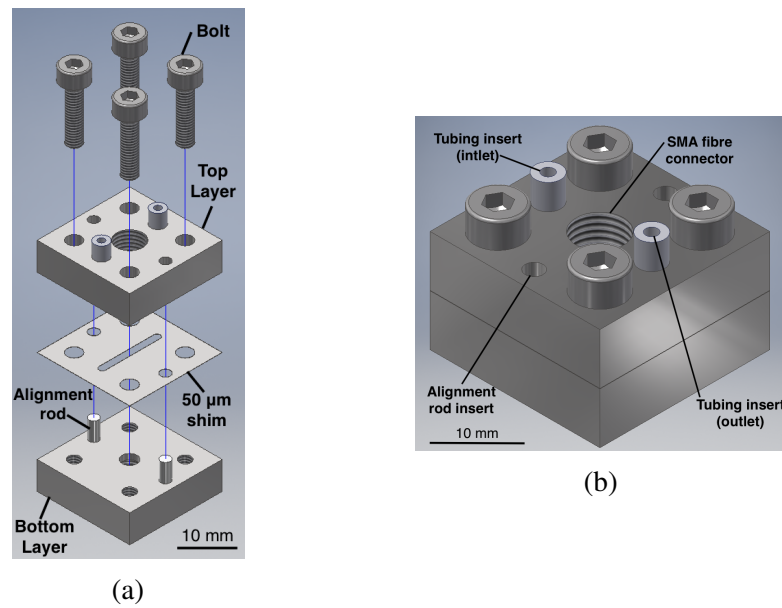 Bolt
Top
Layer
Alignment
rod
50 µm
shim
Bottom
Layer
10 mm
(a)
Tubing insert
(intlet)
SMA fibre
connector
Alignment
rod insert
Tubing insert
(outlet)
10 mm
(b)